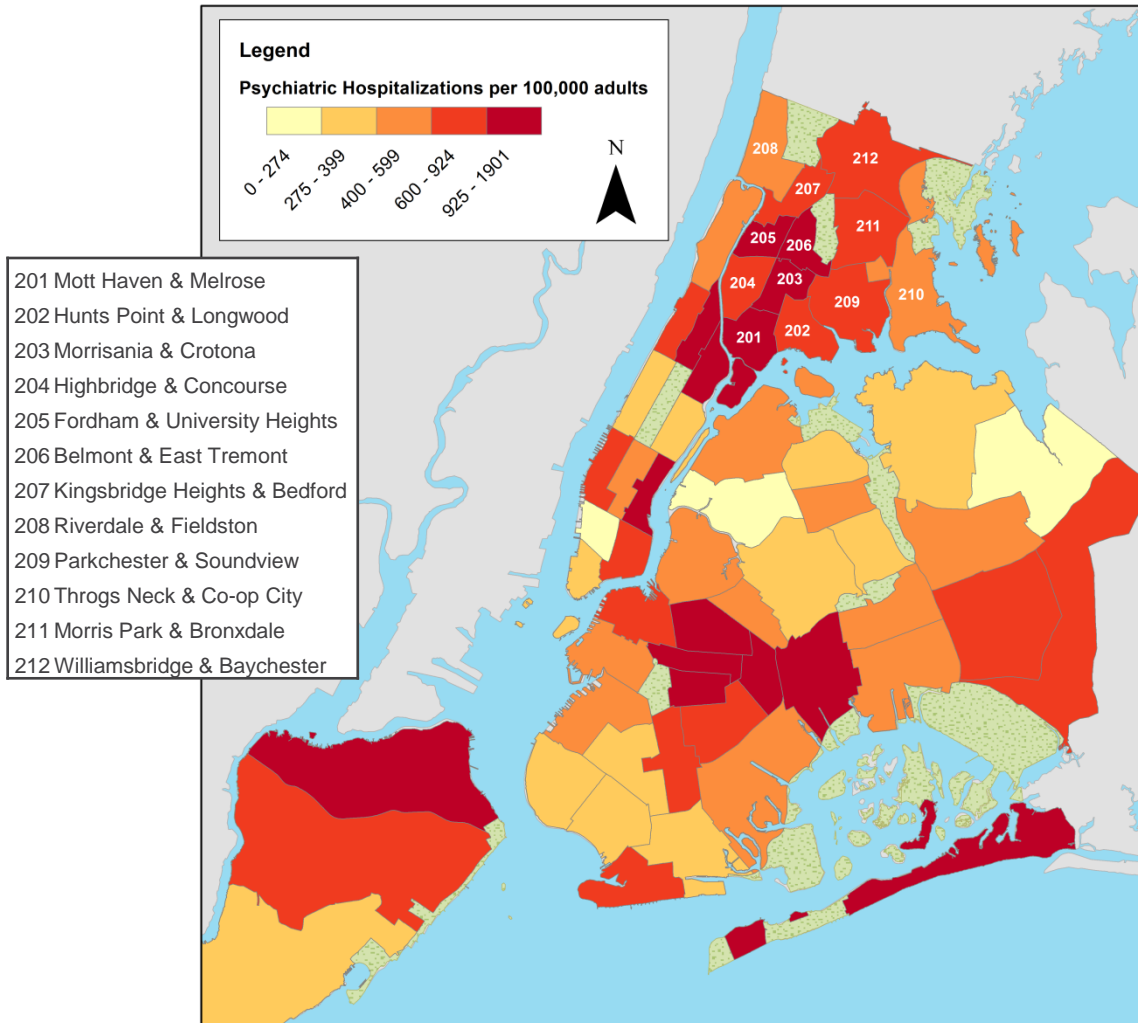 Legend
Psychiatric Hospitalizations per 100,000 adults
0 - 274
275 - 399
400 - 599
600 - 924
925 - 1901
N
208
212
207
211
205
206
204
203
210
209
202
201
201 Mott Haven & Melrose
202 Hunts Point & Longwood
203 Morrisania & Crotona
204 Highbridge & Concourse
205 Fordham & University Heights
206 Belmont & East Tremont
207 Kingsbridge Heights & Bedford
208 Riverdale & Fieldston
209 Parkchester & Soundview
210 Throgs Neck & Co-op City
211 Morris Park & Bronxdale
212 Williamsbridge & Baychester